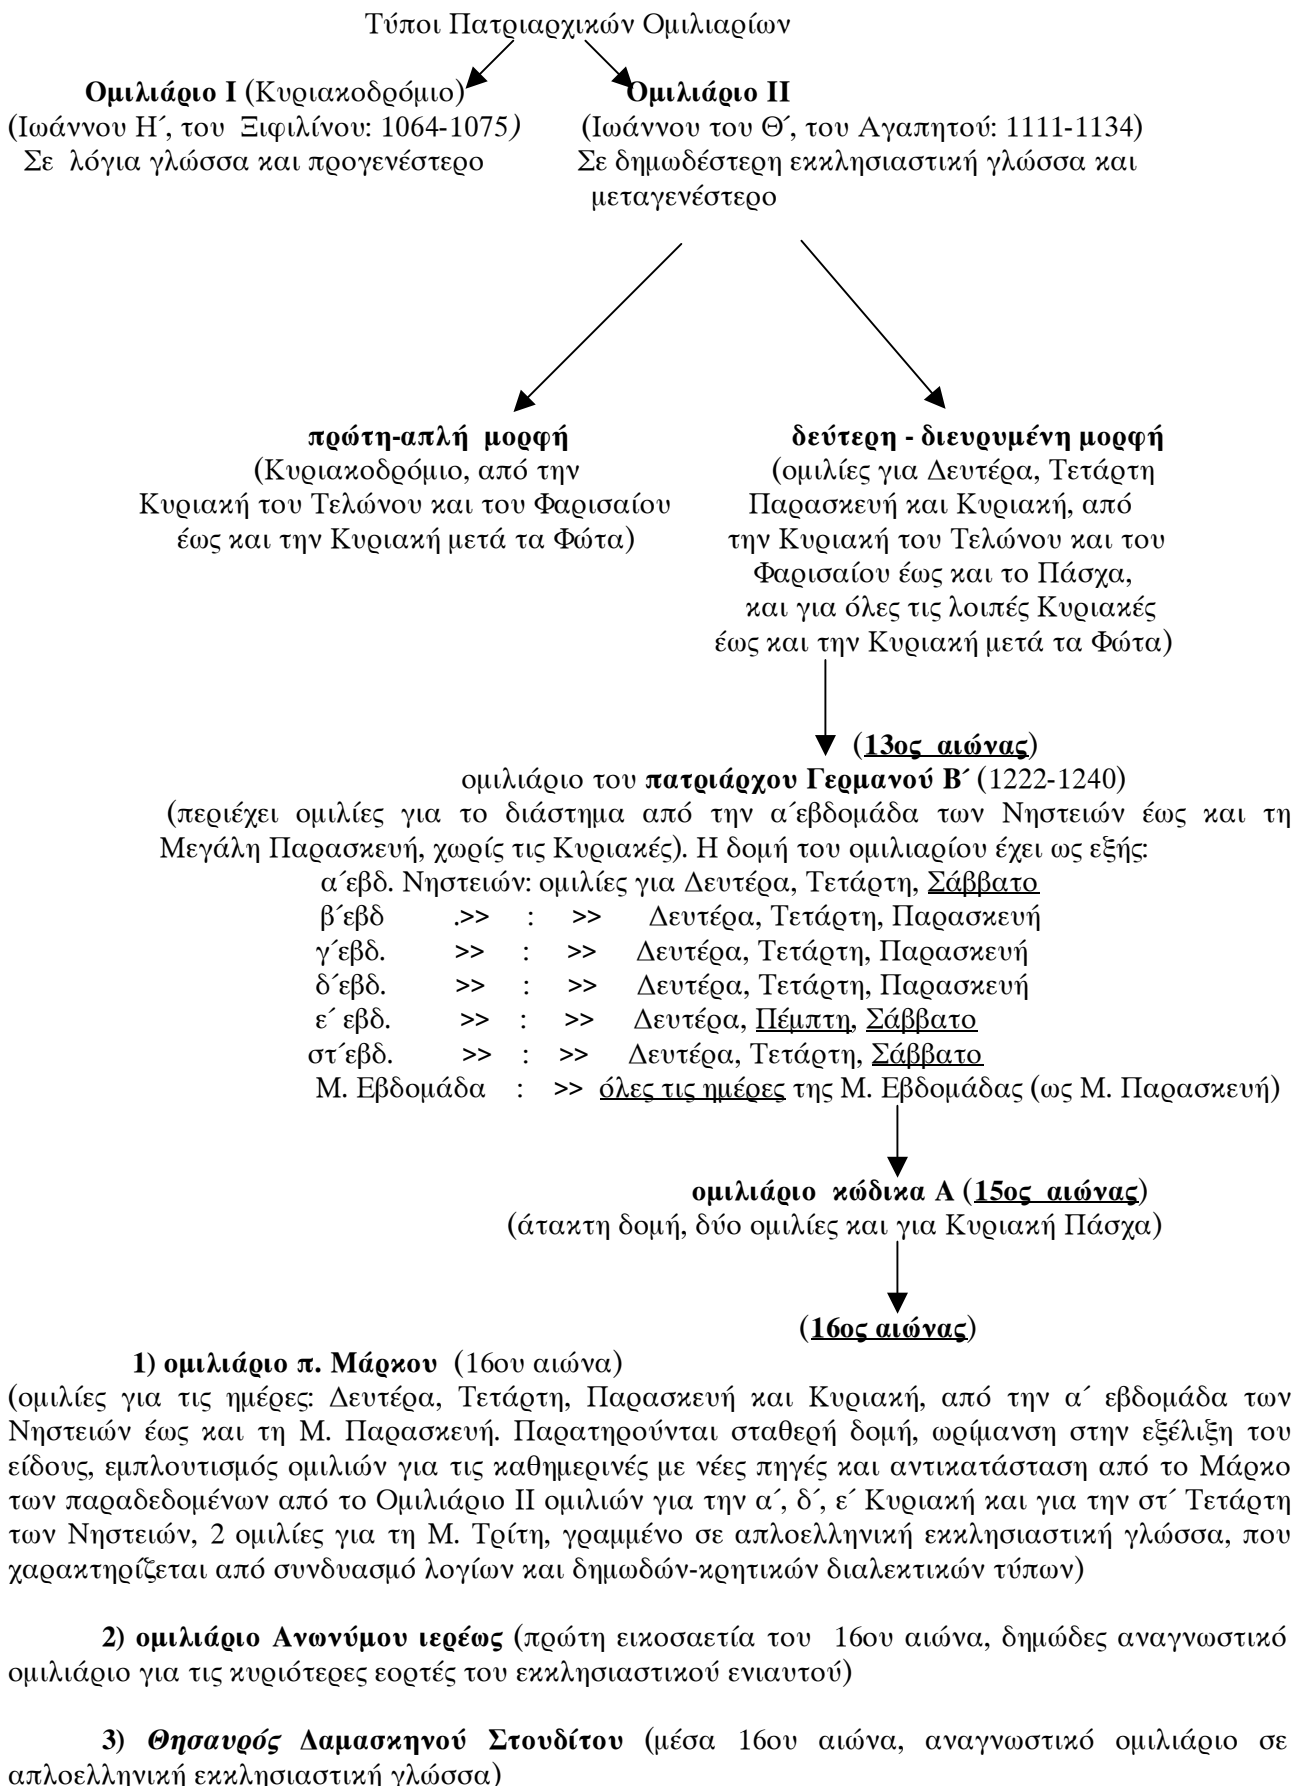 Τύποι Πατριαρχικών Ομιλιαρίων
Ομιλιάριο Ι (Κυριακοδρόμιο)
(Ιωάννου Η´, του Ξιφιλίνου: 1064-1075)
Σε λόγια γλώσσα και προγενέστερο
Ομιλιάριο ΙΙ
(Ιωάννου του Θ´, του Αγαπητού: 1111-1134)
Σε δημωδέστερη εκκλησιαστική γλώσσα και
μεταγενέστερο
πρώτη-απλή μορφή
(Κυριακοδρόμιο, από την
Κυριακή του Τελώνου και του Φαρισαίου
έως και την Κυριακή μετά τα Φώτα)
δεύτερη - διευρυμένη μορφή
(ομιλίες για Δευτέρα, Τετάρτη
Παρασκευή και Κυριακή, από
την Κυριακή του Τελώνου και του
Φαρισαίου έως και το Πάσχα,
και για όλες τις λοιπές Κυριακές
έως και την Κυριακή μετά τα Φώτα)
(13ος αιώνας)
ομιλιάριο του πατριάρχου Γερμανού Β´ (1222-1240)
(περιέχει ομιλίες για το διάστημα από την α´εβδομάδα των Νηστειών έως και τη
Μεγάλη Παρασκευή, χωρίς τις Κυριακές). Η δομή του ομιλιαρίου έχει ως εξής:
α´εβδ. Νηστειών: ομιλίες για Δευτέρα, Τετάρτη, Σάββατο
β´εβδ .>> : >> Δευτέρα, Τετάρτη, Παρασκευή
γ´εβδ. >> : >> Δευτέρα, Τετάρτη, Παρασκευή
δ´εβδ. >> : >> Δευτέρα, Τετάρτη, Παρασκευή
ε´ εβδ. >> : >> Δευτέρα, Πέμπτη, Σάββατο
στ´εβδ. >> : >> Δευτέρα, Τετάρτη, Σάββατο
Μ. Εβδομάδα : >> όλες τις ημέρες της Μ. Εβδομάδας (ως Μ. Παρασκευή)
ομιλιάριο κώδικα Α (15ος αιώνας)
(άτακτη δομή, δύο ομιλίες και για Κυριακή Πάσχα)
(16ος αιώνας)
1) ομιλιάριο π. Μάρκου (16ου αιώνα)
(ομιλίες για τις ημέρες: Δευτέρα, Τετάρτη, Παρασκευή και Κυριακή, από την α´ εβδομάδα των
Νηστειών έως και τη Μ. Παρασκευή. Παρατηρούνται σταθερή δομή, ωρίμανση στην εξέλιξη του
είδους, εμπλουτισμός ομιλιών για τις καθημερινές με νέες πηγές και αντικατάσταση από το Μάρκο
των παραδεδομένων από το Ομιλιάριο ΙΙ ομιλιών για την α´, δ´, ε´ Κυριακή και για την στ´ Τετάρτη
των Νηστειών, 2 ομιλίες για τη Μ. Τρίτη, γραμμένο σε απλοελληνική εκκλησιαστική γλώσσα, που
χαρακτηρίζεται από συνδυασμό λογίων και δημωδών-κρητικών διαλεκτικών τύπων)
2) ομιλιάριο Ανωνύμου ιερέως (πρώτη εικοσαετία του 16ου αιώνα, δημώδες αναγνωστικό
ομιλιάριο για τις κυριότερες εορτές του εκκλησιαστικού ενιαυτού)
3) Θησαυρός Δαμασκηνού Στουδίτου (μέσα 16ου αιώνα, αναγνωστικό ομιλιάριο σε
απλοελληνική εκκλησιαστική γλώσσα)